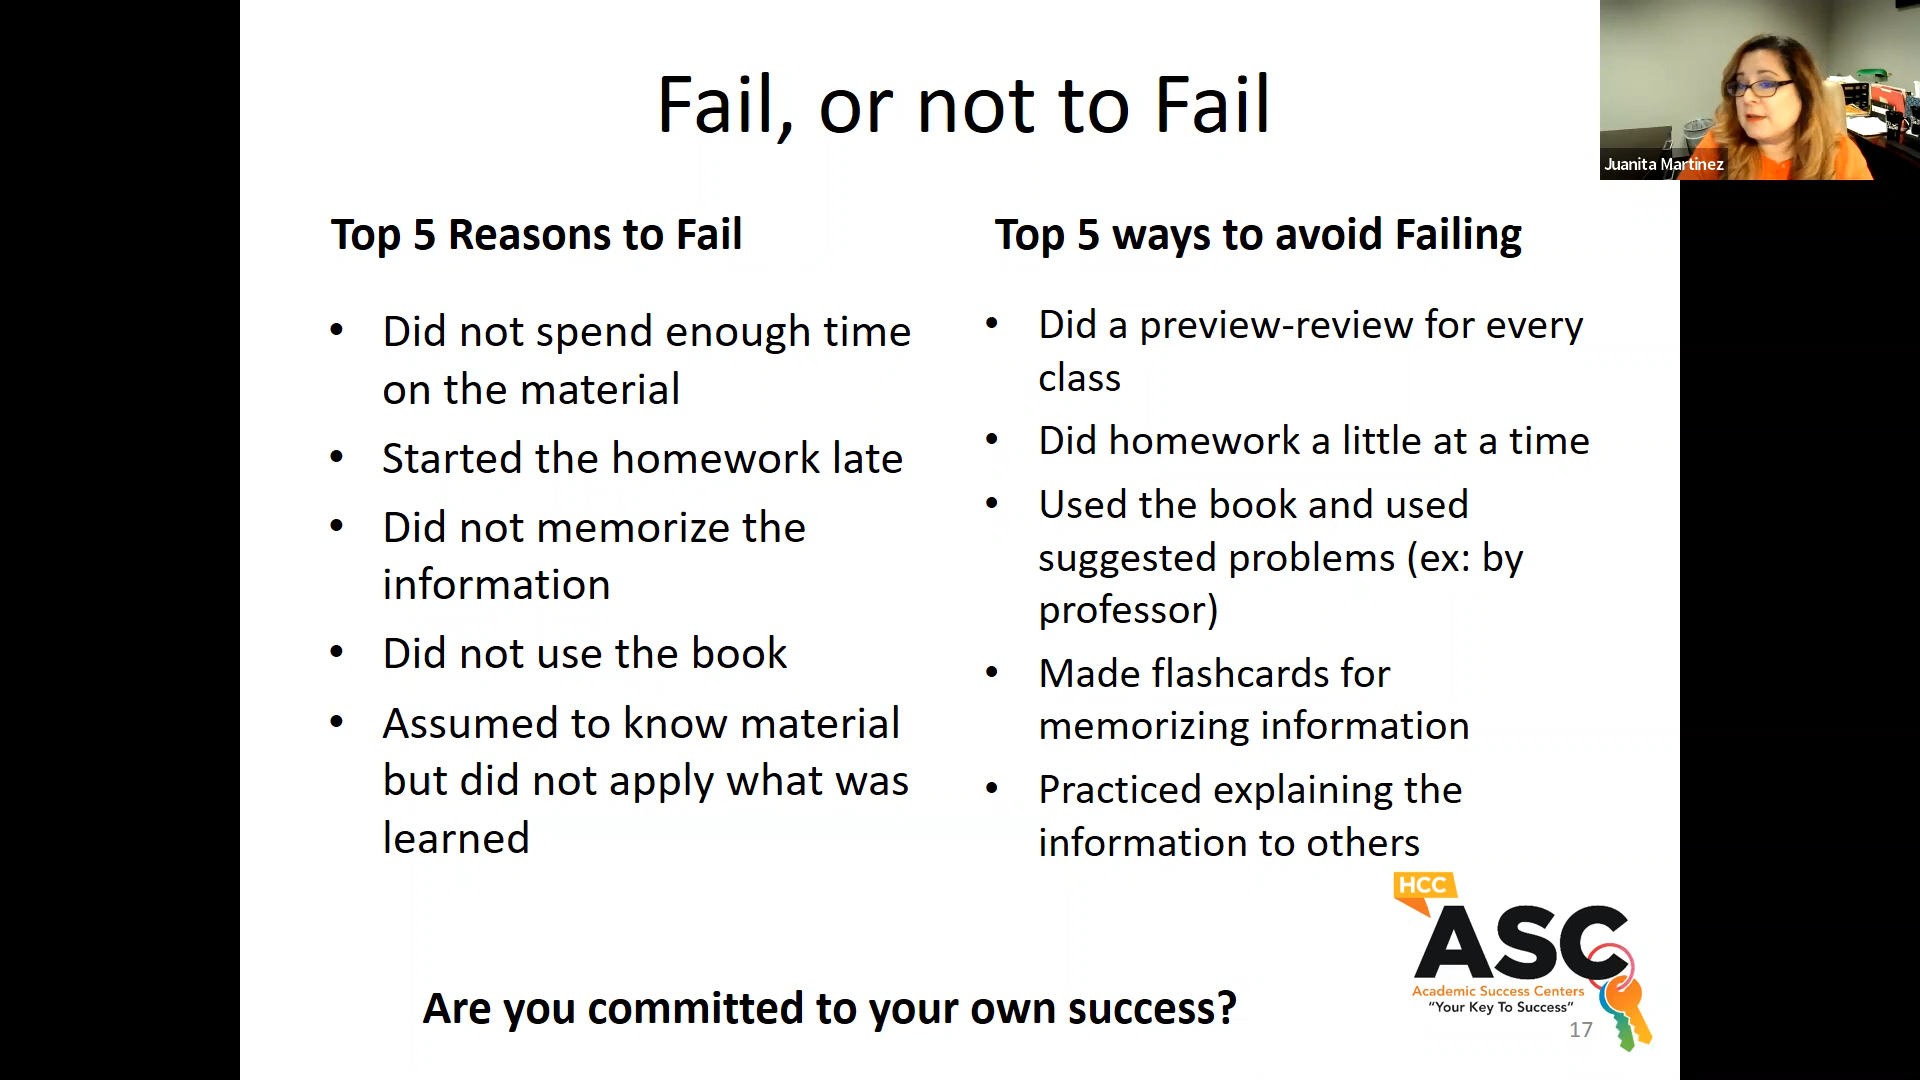 Fail, or not to Fail
Juanita Martinez
Top 5 Reasons to Fail
• Did not spend enough time
on the material
• Started the homework late
• Did not memorize the
information
• Did not use the book
• Assumed to know material
but did not apply what was
learned
Top 5 ways to avoid Failing
• Did a preview-review for every
class
• Did homework a little at a time
• Used the book and used
suggested problems (ex: by
professor)
• Made flashcards for
memorizing information
• Practiced explaining the
information to others
Are you committed to your own success?
HCC
ASC
Academic Success Centers
“Your Key To Success”
17